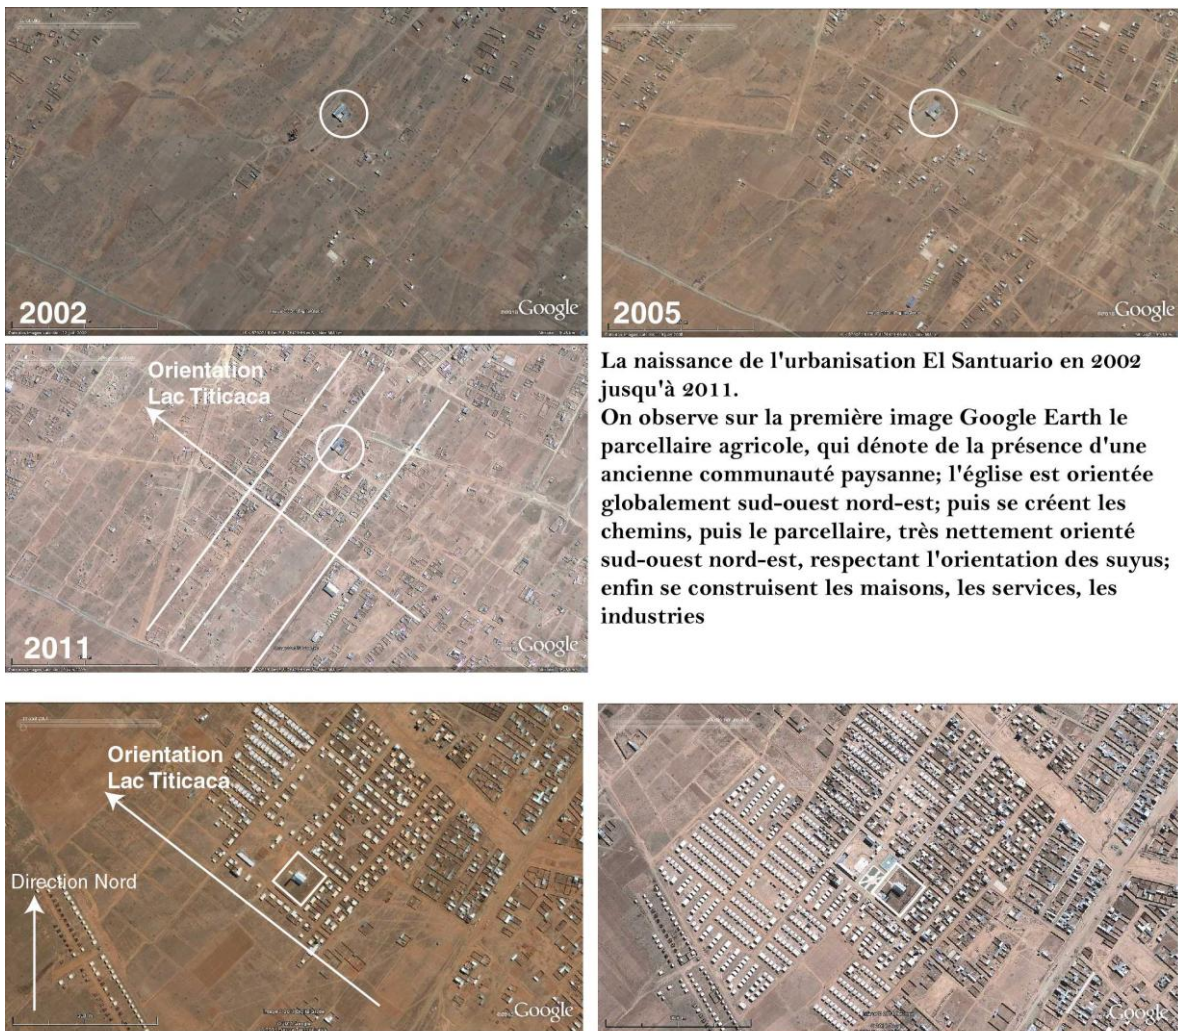 2002
Google
2005
Google
Orientation
Lac Titicaca
2011
Google
La naissance de l'urbanisation El Santuario en 2002
jusqu'à 2011.
On observe sur la première image Google Earth le
parcellaire agricole, qui dénote de la présence d'une
ancienne communauté paysanne; l'église est orientée
globalement sud-ouest nord-est; puis se créent les
chemins, puis le parcellaire, très nettement orienté
sud-ouest nord-est, respectant l'orientation des suyus;
enfin se construisent les maisons, les services, les
industries
Orientation
Lac Titicaca
Direction Nord
Google
Google